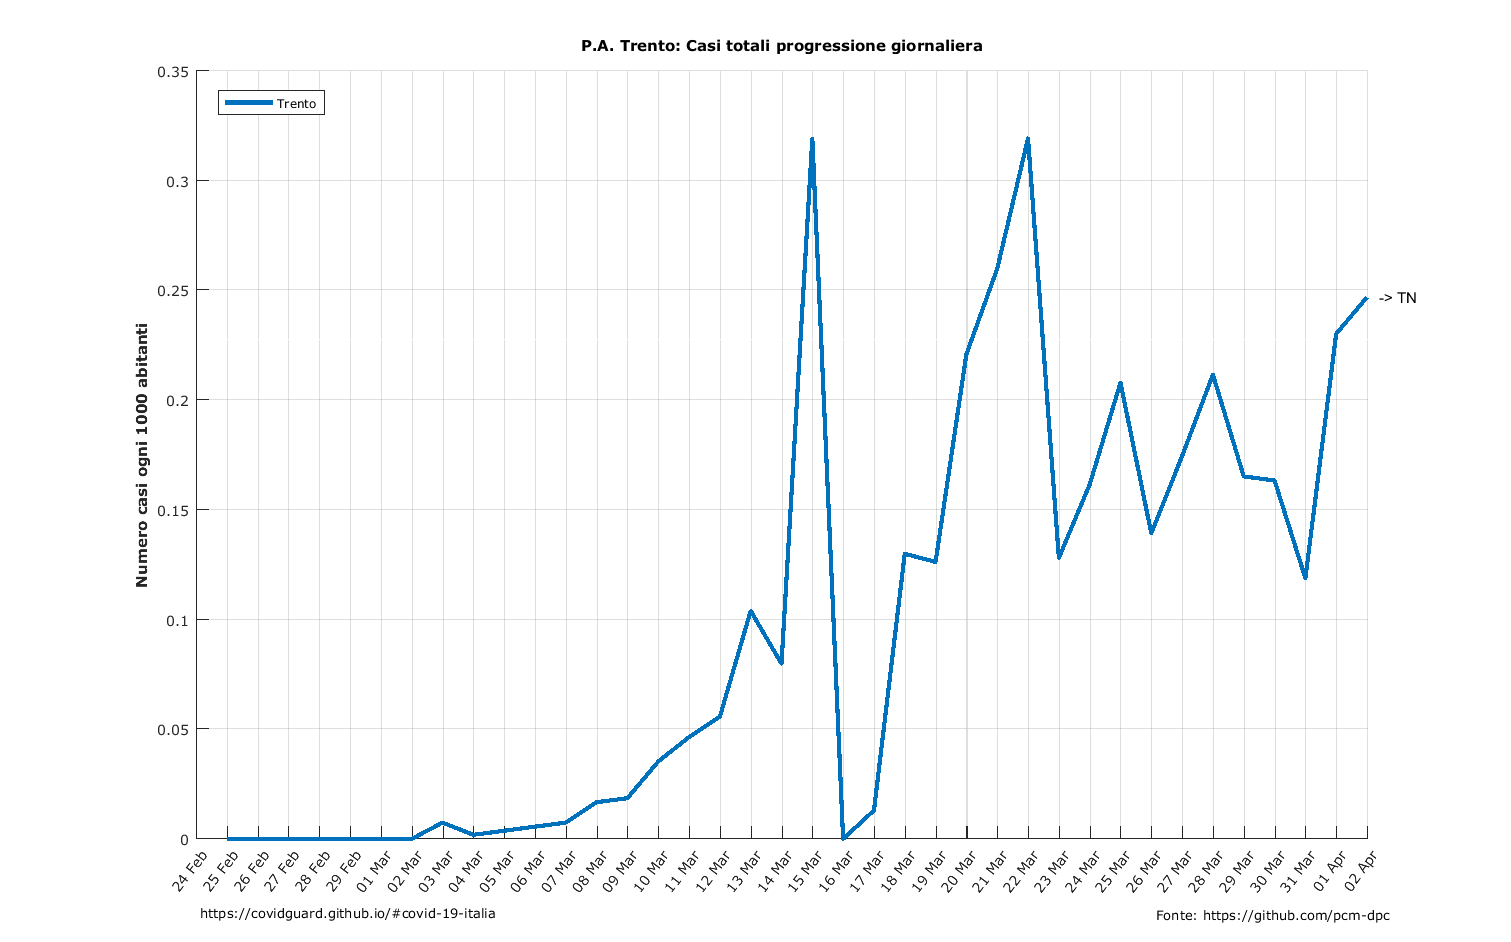 P.A. Trento: Casi totali progressione giornaliera
Trento
Numero casi ogni 1000 abitanti
0.35
0.3
0.25
0.2
0.15
0.1
0.05
0
-> TN
24 Feb
25 Feb
26 Feb
27 Feb
28 Feb
29 Feb
01 Mar
02 Mar
03 Mar
04 Mar
05 Mar
06 Mar
07 Mar
08 Mar
09 Mar
10 Mar
11 Mar
12 Mar
13 Mar
14 Mar
15 Mar
16 Mar
17 Mar
18 Mar
19 Mar
20 Mar
21 Mar
22 Mar
23 Mar
24 Mar
25 Mar
26 Mar
27 Mar
28 Mar
29 Mar
30 Mar
31 Mar
01 Apr
02 Apr
https://covidguard.github.io/#covid-19-italia
Fonte: https://github.com/pcm-dpc